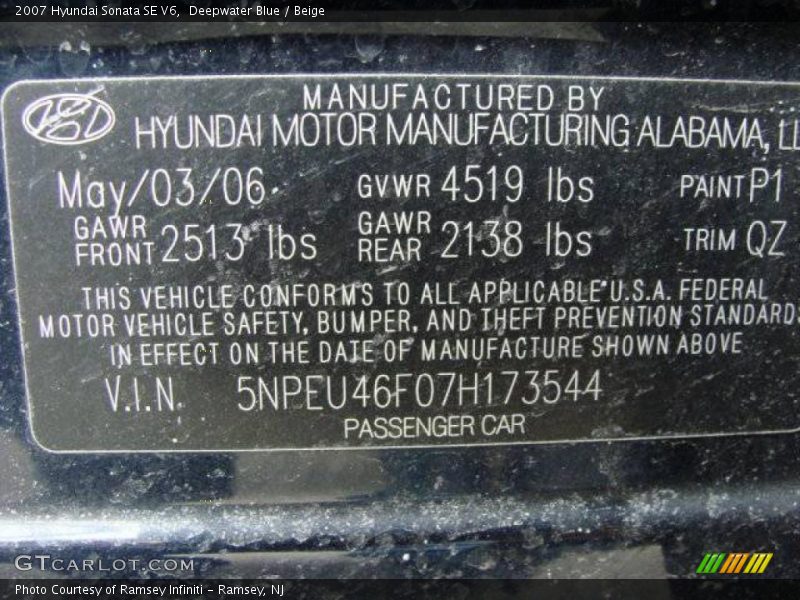 2007 Hyundai Sonata SE V6, Deepwater Blue / Beige
MANUFACTURED BY
HYUNDAI MOTOR MANUFACTURING ALABAMA, LL
May/03/06 GVWR 4519 lbs PAINT P1
GAWR FRONT 2513 lbs GAWR REAR 2138 lbs TRIM QZ
THIS VEHICLE CONFORMS TO ALL APPLICABLE U.S.A. FEDERAL
MOTOR VEHICLE SAFETY, BUMPER, AND THEFT PREVENTION STANDARDS
IN EFFECT ON THE DATE OF MANUFACTURE SHOWN ABOVE
V.I.N. 5NPEU46F07H173544
PASSENGER CAR
GTCARLOT.COM
Photo Courtesy of Ramsey Infiniti – Ramsey, NJ